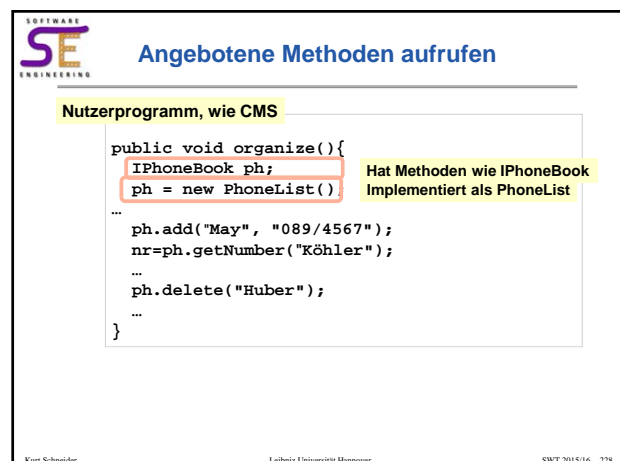 SOFTWARE
SE
ENGINEERING
Angebotene Methoden aufrufen
Nutzerprogramm, wie CMS
public void organize(){
IPhoneBook ph;
ph = new PhoneList()
Hat Methoden wie IPhoneBook
Implementiert als PhoneList
…
ph.add("May", "089/4567");
nr=ph.getNumber("Köhler");
…
ph.delete("Huber");
…
}
Kurt Schneider
Leibniz Universität Hannover
SWT 2015/16 228